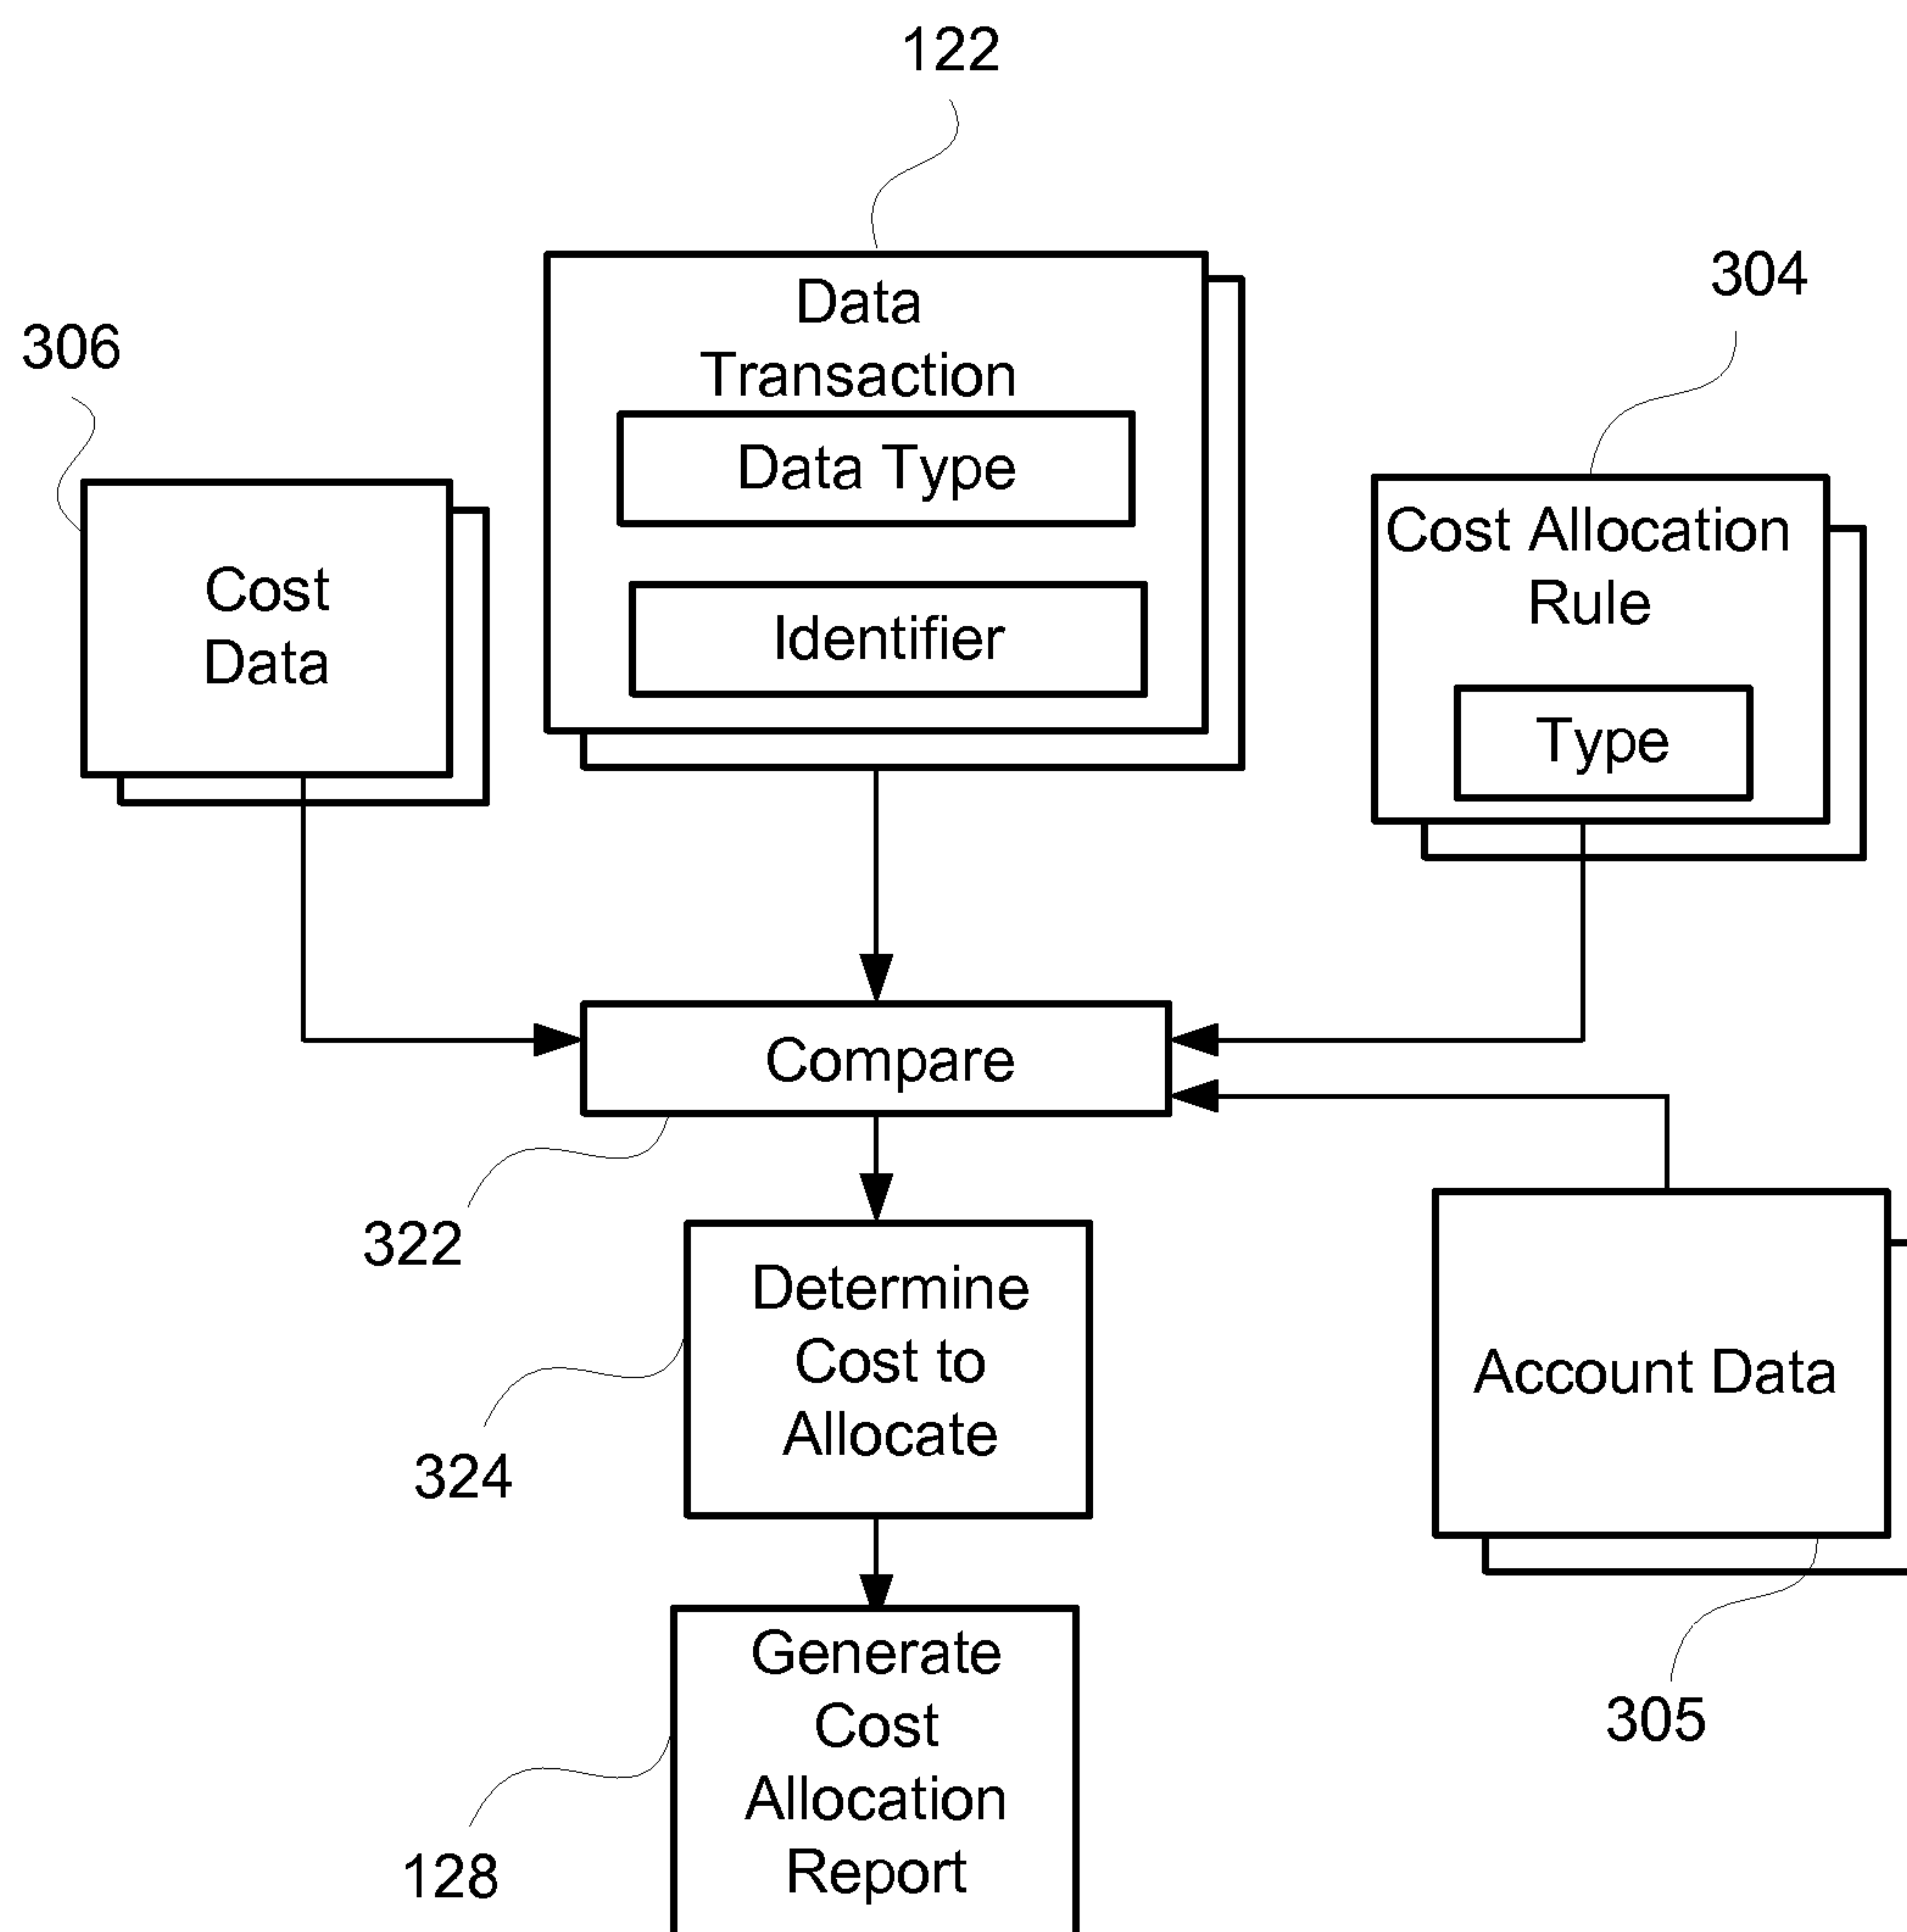 122
304
306
Data
Transaction
Data Type
Identifier
Cost
Data
Cost Allocation
Rule
Type
Compare
322
Determine
Cost to
Allocate
324
Account Data
305
Generate
Cost
Allocation
Report
128